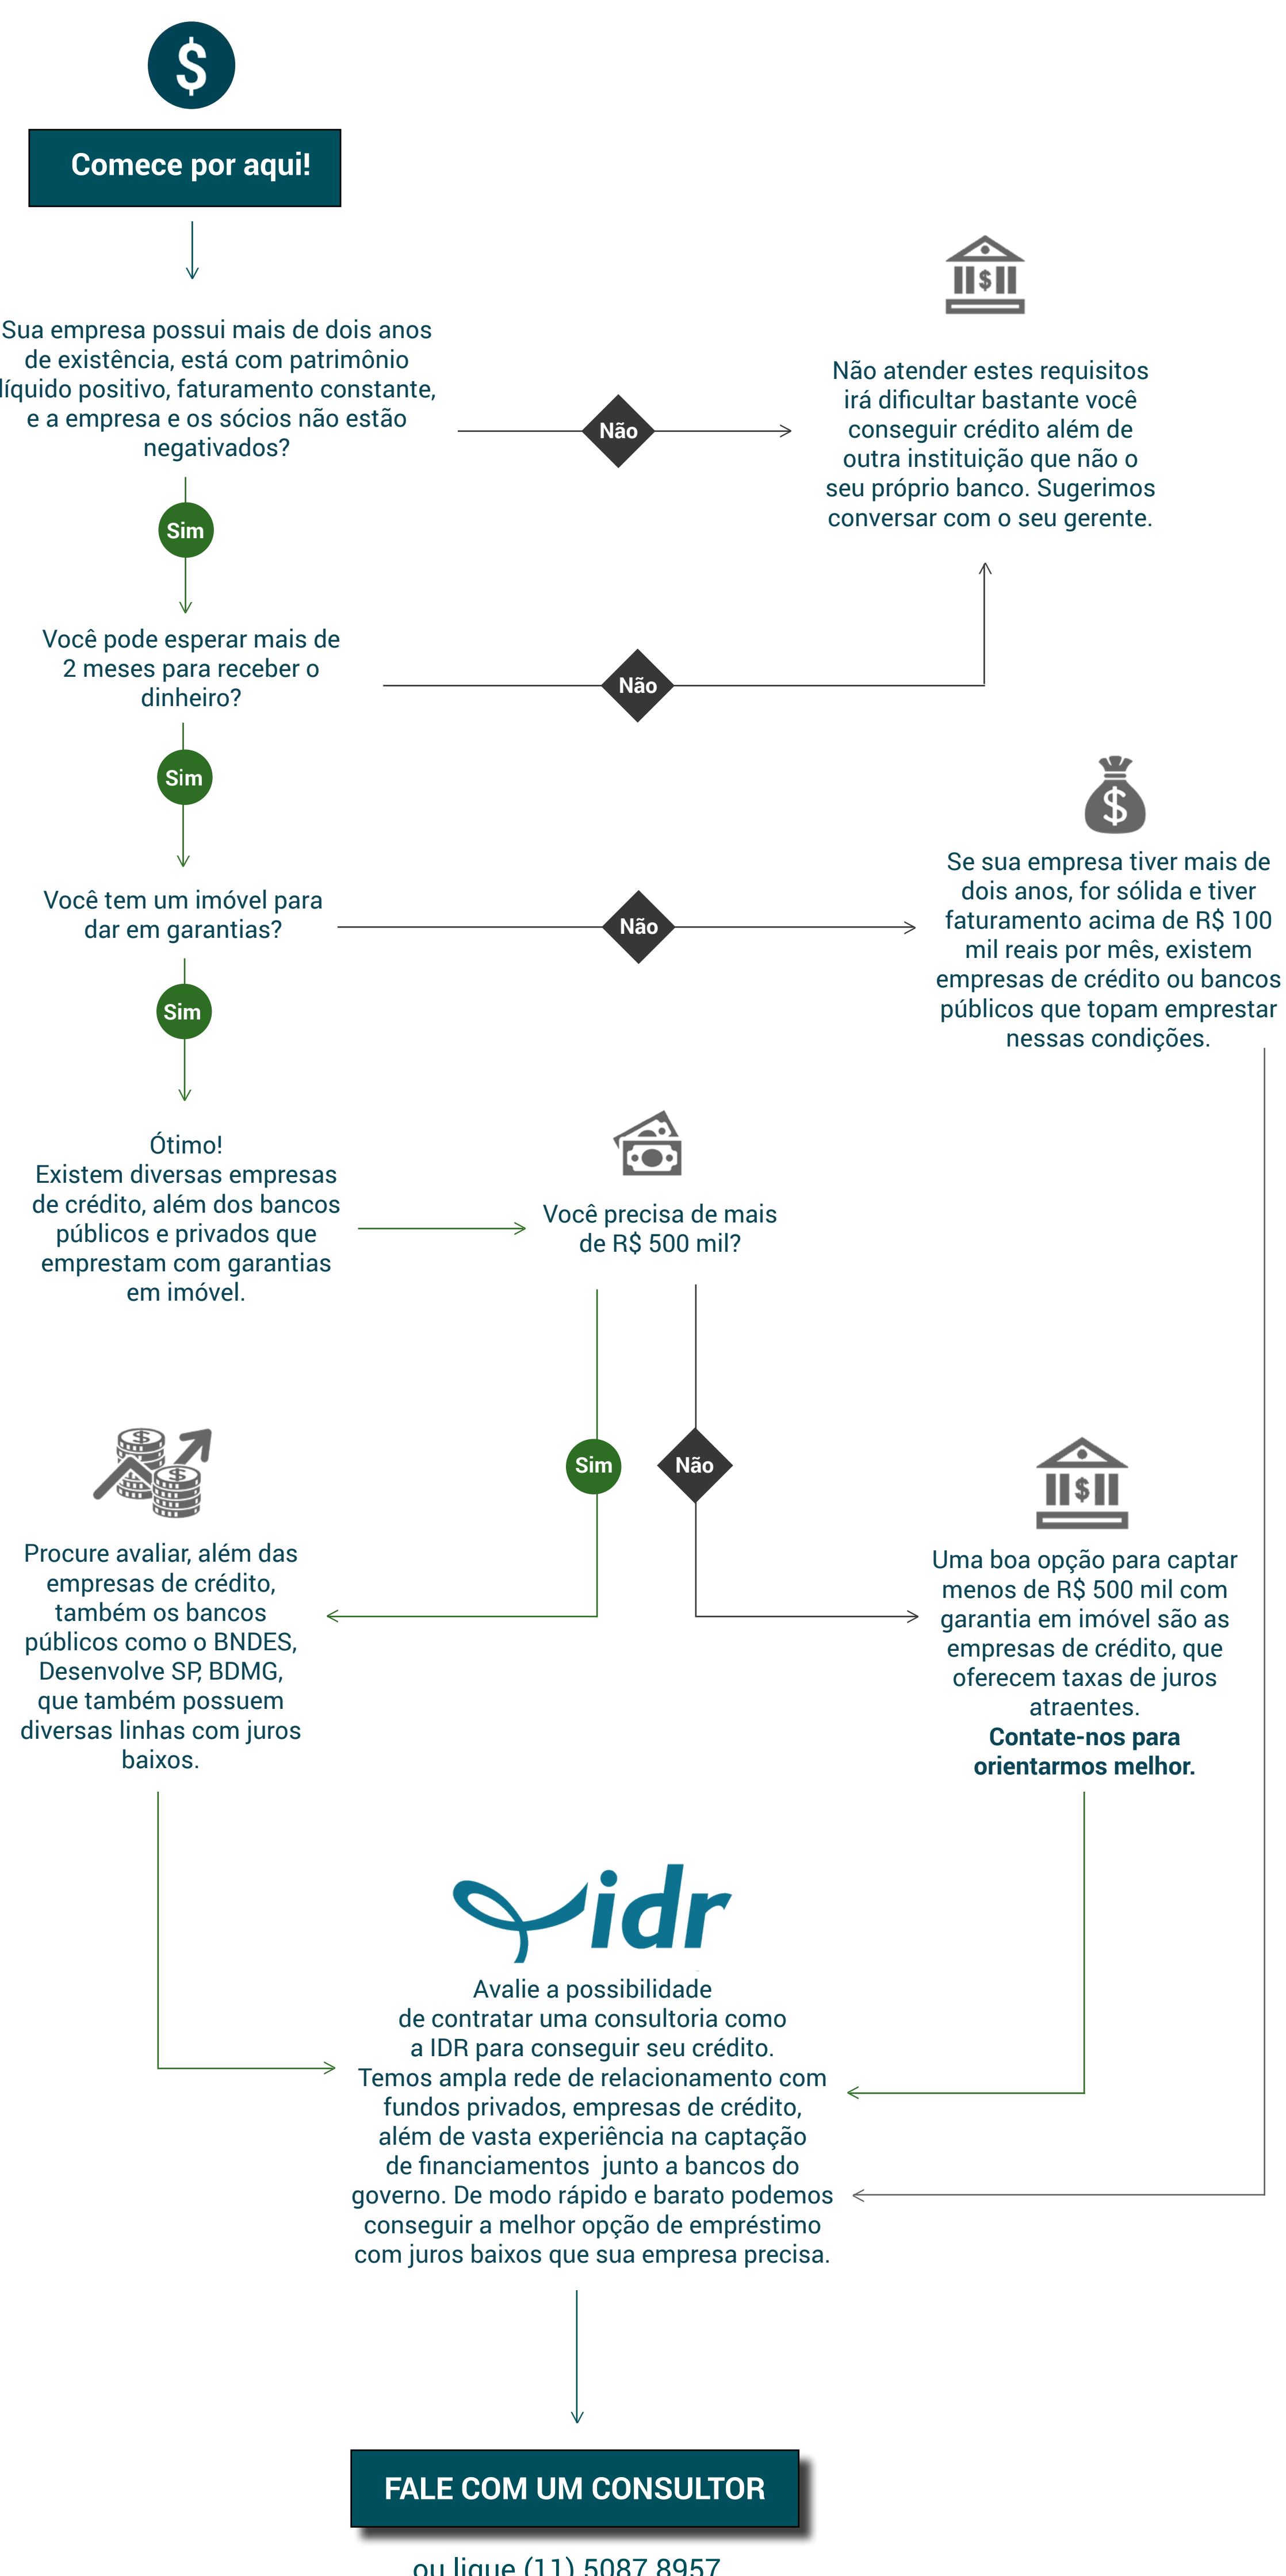 $
Comece por aqui!
Sua empresa possui mais de dois anos
de existência, está com patrimônio
líquido positivo, faturamento constante,
e a empresa e os sócios não estão
negativados?
Não
$
Não atender estes requisitos
irá dificultar bastante você
conseguir crédito além de
outra instituição que não o
seu próprio banco. Sugerimos
conversar com o seu gerente.
Sim
Você pode esperar mais de
2 meses para receber o
dinheiro?
Não
Sim
Você tem um imóvel para
dar em garantias?
Não
$
Se sua empresa tiver mais de
dois anos, for sólida e tiver
faturamento acima de R$ 100
mil reais por mês, existem
empresas de crédito ou bancos
públicos que topam emprestar
nessas condições.
Sim
Ótimo!
Existem diversas empresas
de crédito, além dos bancos
públicos e privados que
emprestam com garantias
em imóvel.
Você precisa de mais
de R$ 500 mil?
Sim
Não
$
$
Procure avaliar, além das
empresas de crédito,
também os bancos
públicos como o BNDES,
Desenvolve SP, BDMG,
que também possuem
diversas linhas com juros
baixos.
$
Uma boa opção para captar
menos de R$ 500 mil com
garantia em imóvel são as
empresas de crédito, que
oferecem taxas de juros
atraentes.
Contate-nos para
orientarmos melhor.
idr
Avalie a possibilidade
de contratar uma consultoria como
a IDR para conseguir seu crédito.
Temos ampla rede de relacionamento com
fundos privados, empresas de crédito,
além de vasta experiência na captação
de financiamentos junto a bancos do
governo. De modo rápido e barato podemos
conseguir a melhor opção de empréstimo
com juros baixos que sua empresa precisa.
FALE COM UM CONSULTOR
ou ligue (11) 5087 8957